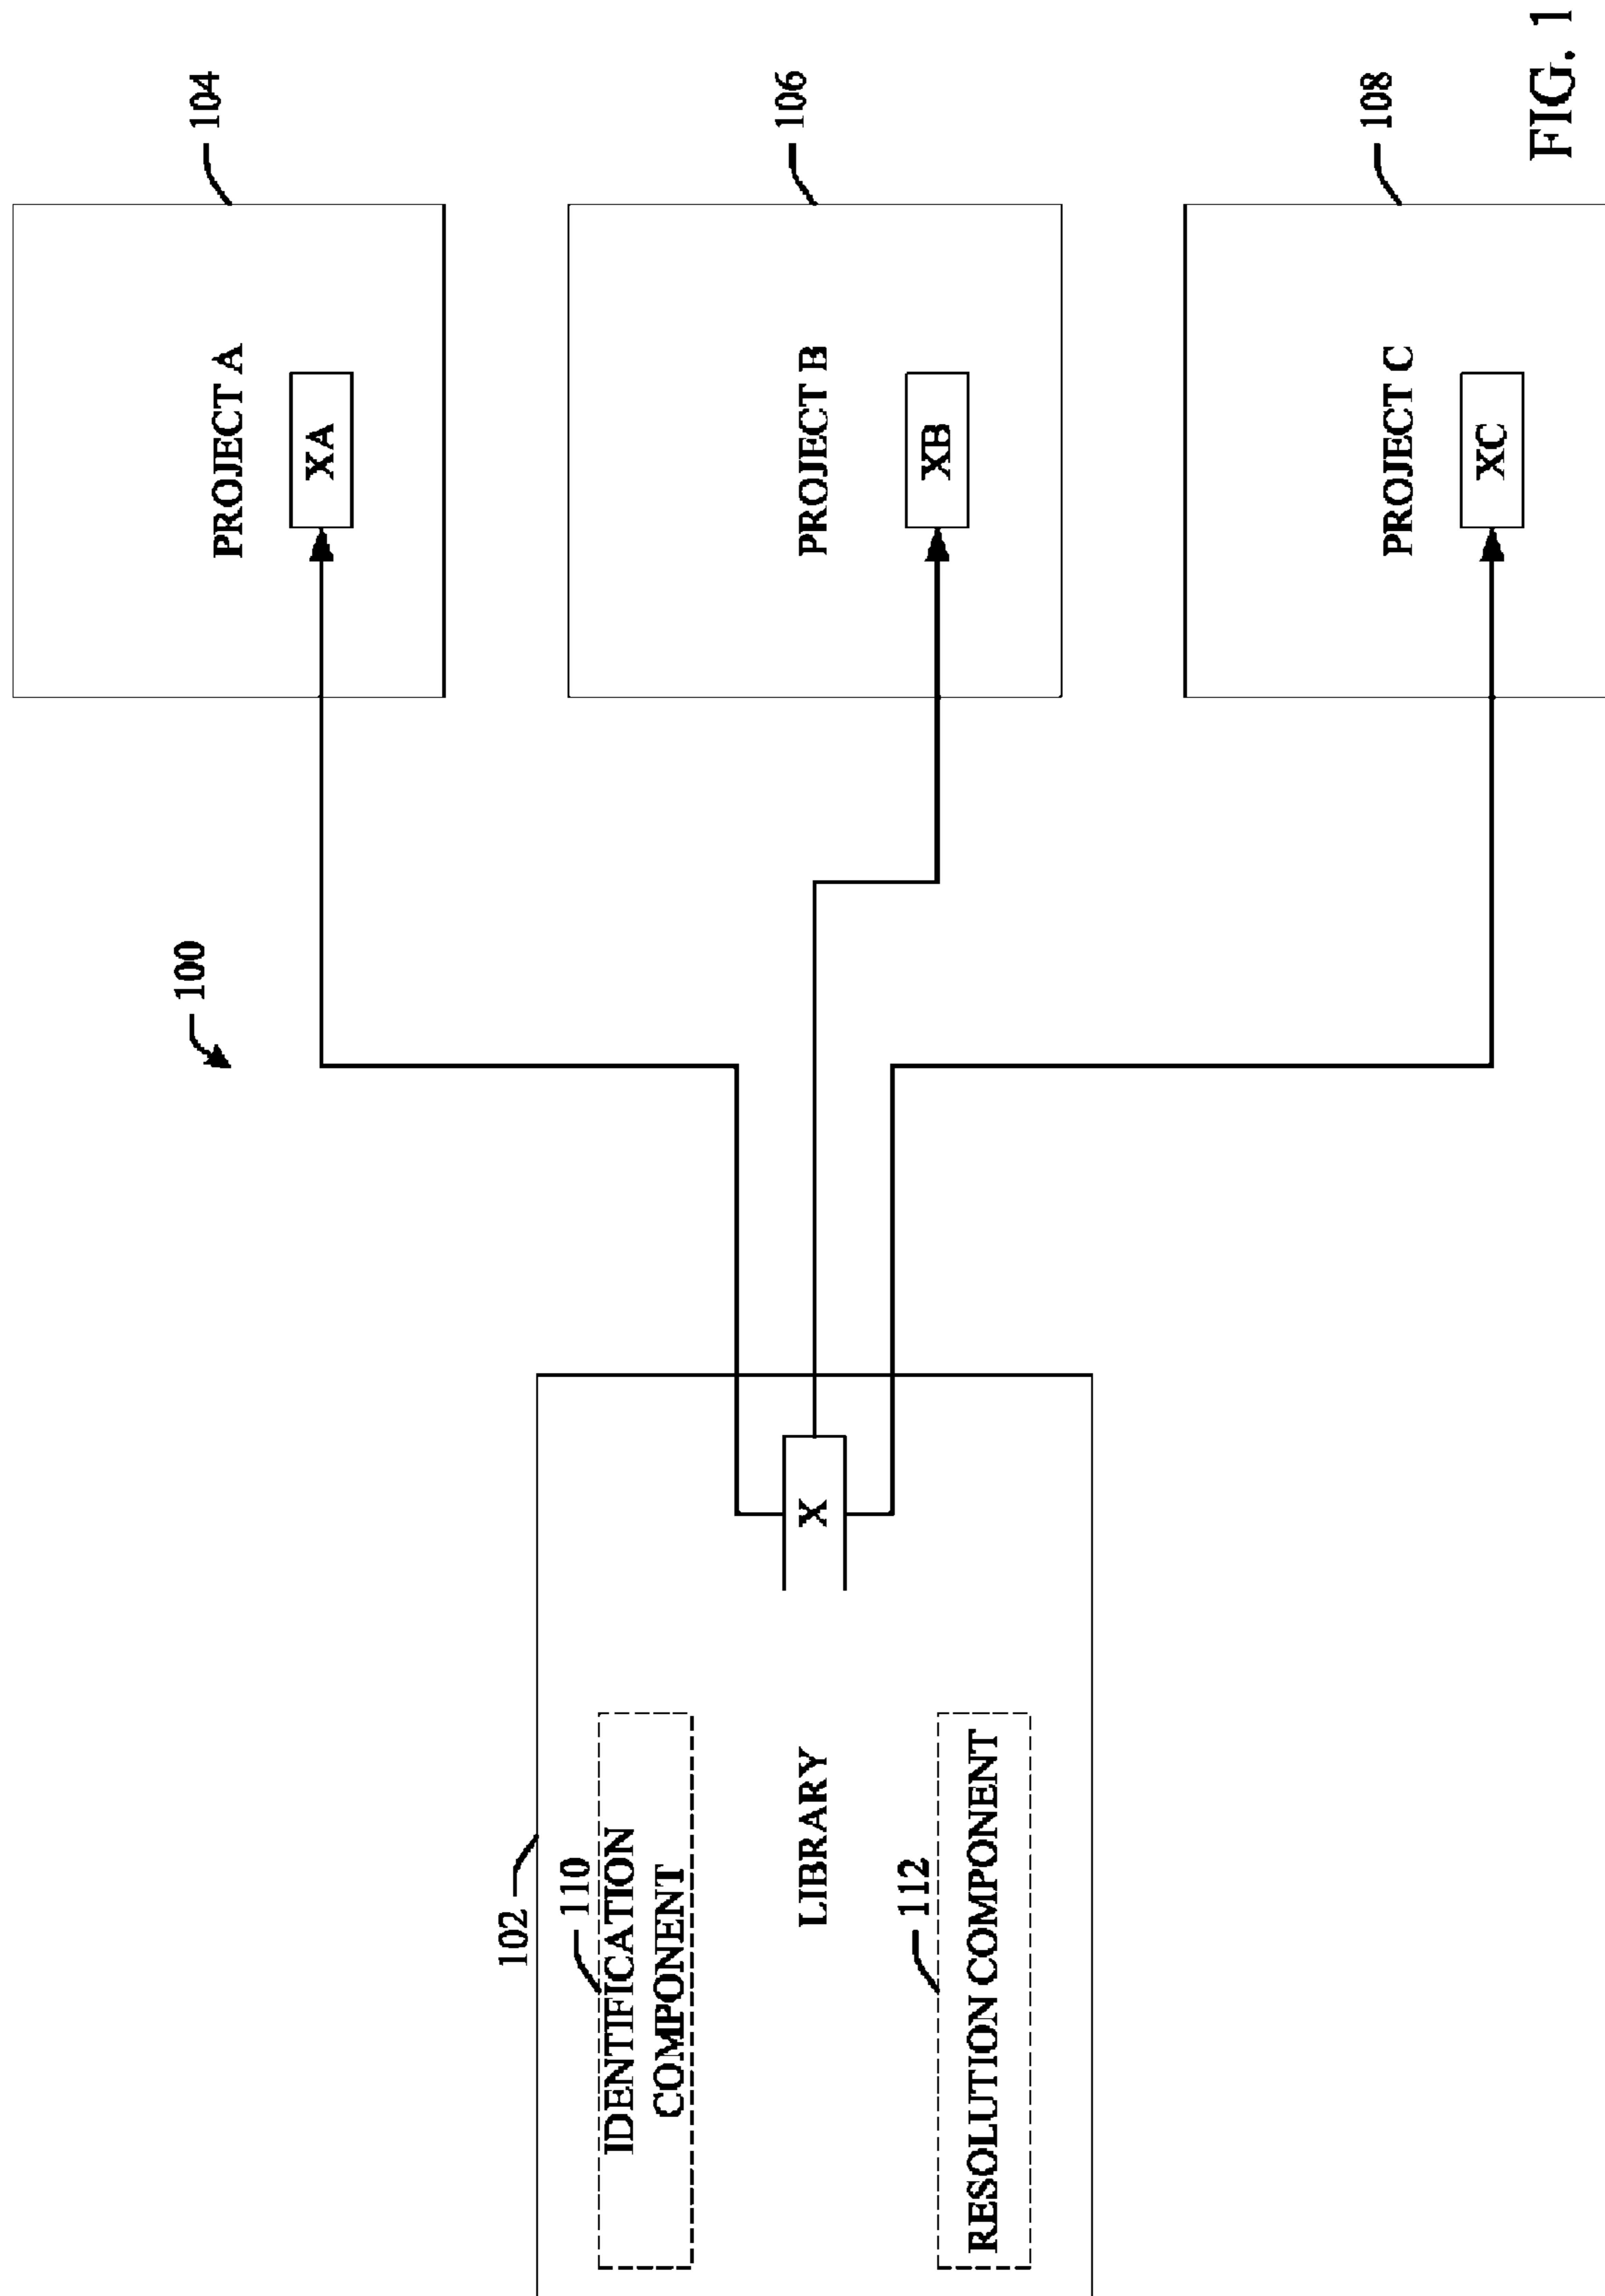 100
102
110
IDENTIFICATION
COMPONENT
LIBRARY
X
112
RESOLUTION COMPONENT
104
PROJECT A
XA
106
PROJECT B
XB
108
PROJECT C
XC
FIG. 1